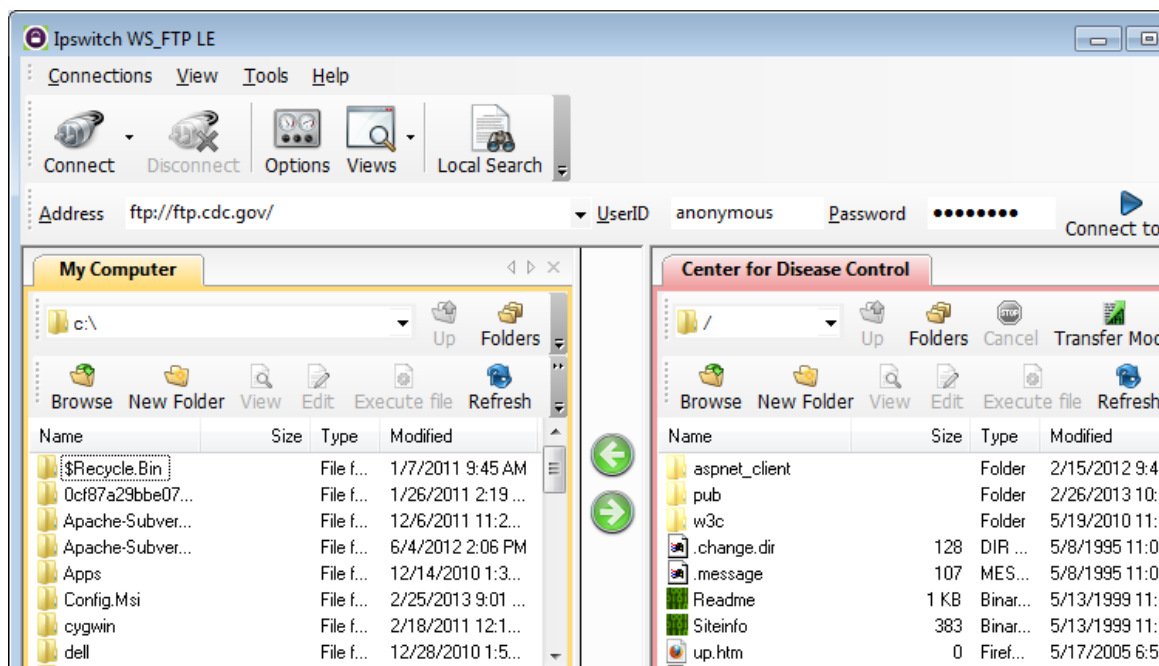 Ipswitch WS_FTP LE
Connections View Tools Help
Connect Disconnect Options Views Local Search
Address ftp://ftp.cdc.gov/ UserID anonymous Password ●●●●●●●● Connect to
My Computer
c:\ Up Folders
Browse New Folder View Edit Execute file Refresh
Name Size Type Modified
$Recycle.Bin File f... 1/7/2011 9:45 AM
0cf87a29bbe07... File f... 1/26/2011 2:19 ...
Apache-Subver... File f... 12/6/2011 11:2...
Apache-Subver... File f... 6/4/2012 2:06 PM
Apps File f... 12/14/2010 1:3...
Config.Msi File f... 2/25/2013 9:01 ...
cygwin File f... 2/18/2011 12:1...
dell File f... 12/28/2010 1:5...
Center for Disease Control
/ Up Folders Cancel STOP Transfer Mod
Browse New Folder View Edit Execute file Refresh
Name Size Type Modified
aspnet_client Folder 2/15/2012 9:4
pub Folder 2/26/2013 10:
w3c Folder 5/19/2010 11:
.change.dir 128 DIR ... 5/8/1995 11:0
.message 107 MES... 5/8/1995 11:0
Readme 1 KB Binar... 5/13/1999 11:
Siteinfo 383 Binar... 5/13/1999 11:
up.htm 0 Firef... 5/17/2005 6:5